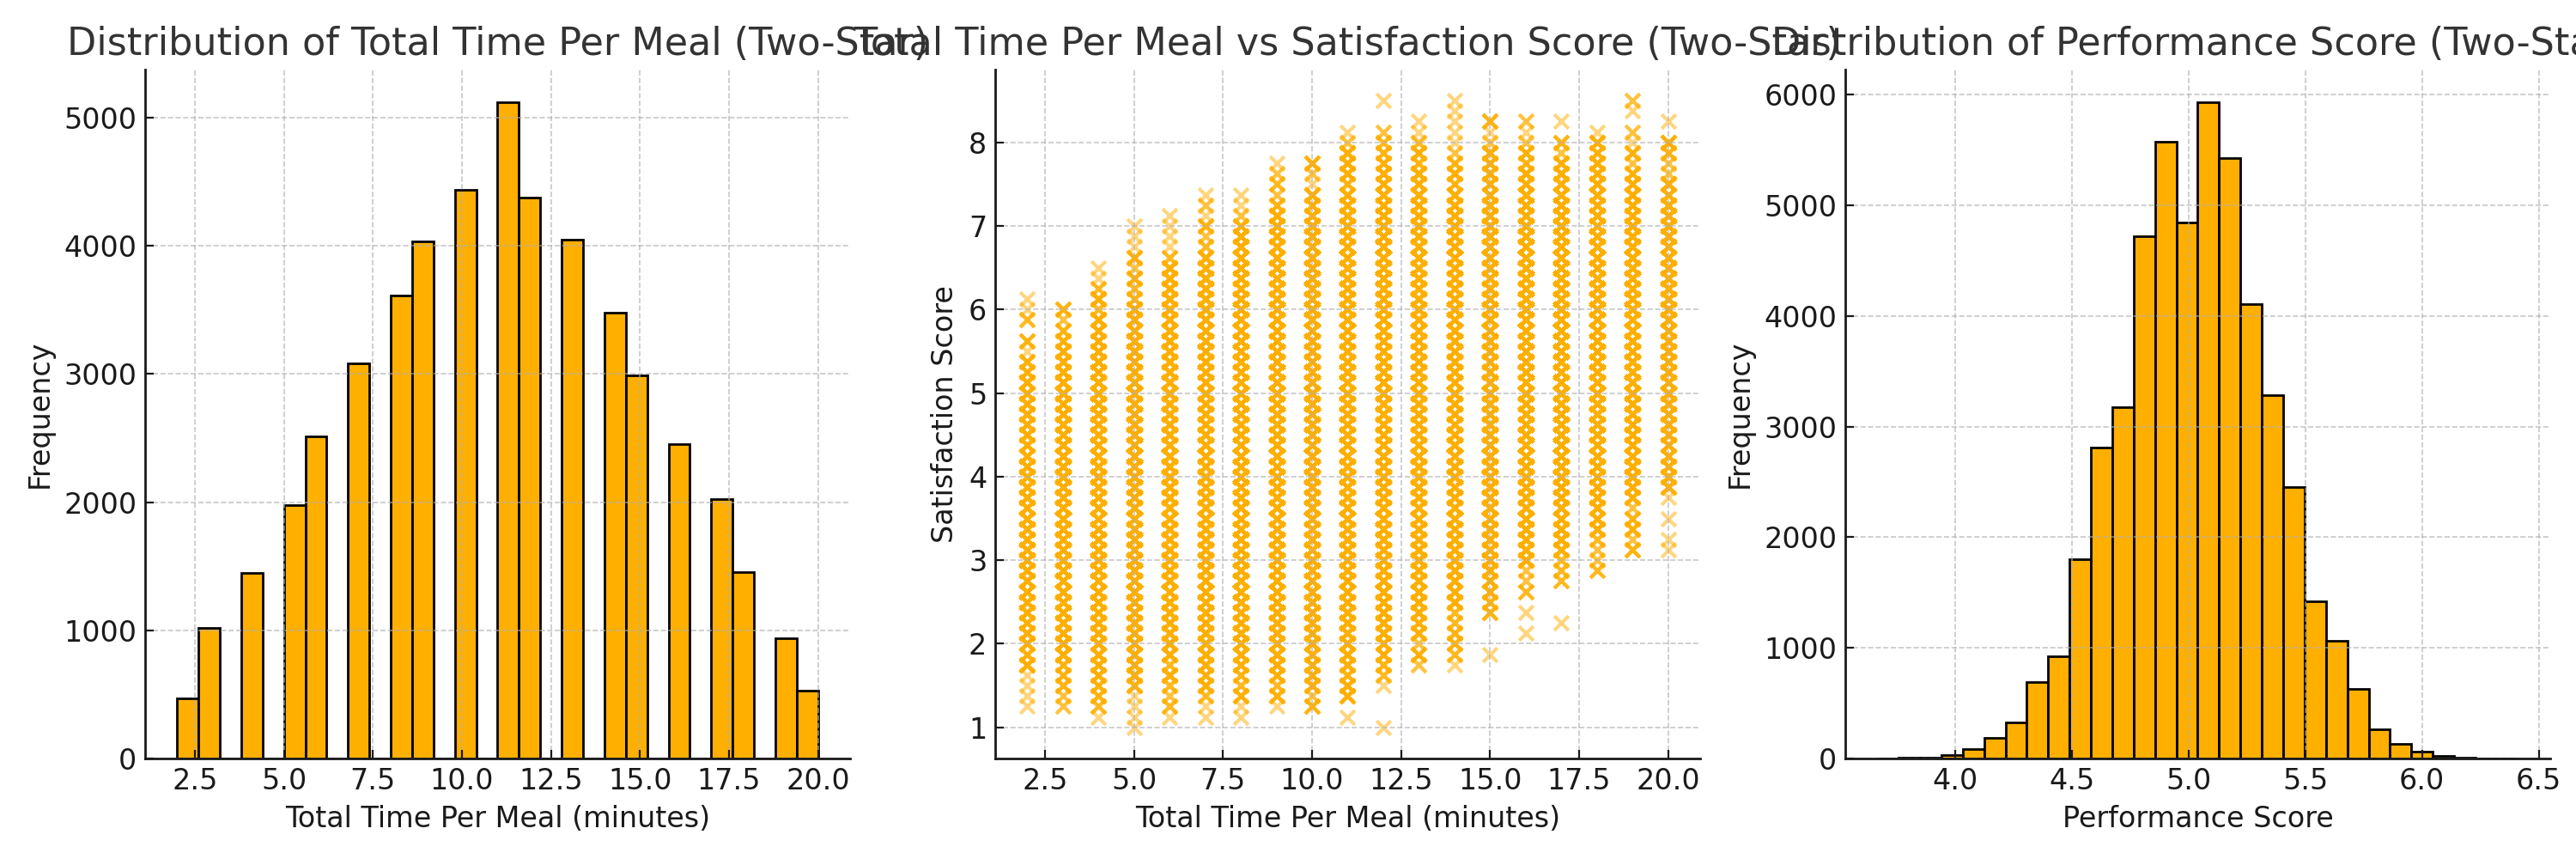 Distribution of Total Time Per Meal (Two-Star)
Total Time Per Meal vs Satisfaction Score (Two-Star)
Distribution of Performance Score (Two-Sta
Frequency
5000
4000
3000
2000
1000
0
2.5 5.0 7.5 10.0 12.5 15.0 17.5 20.0
Total Time Per Meal (minutes)
Satisfaction Score
8
7
6
5
4
3
2
1
2.5 5.0 7.5 10.0 12.5 15.0 17.5 20.0
Total Time Per Meal (minutes)
Frequency
6000
5000
4000
3000
2000
1000
0
4.0 4.5 5.0 5.5 6.0 6.5
Performance Score